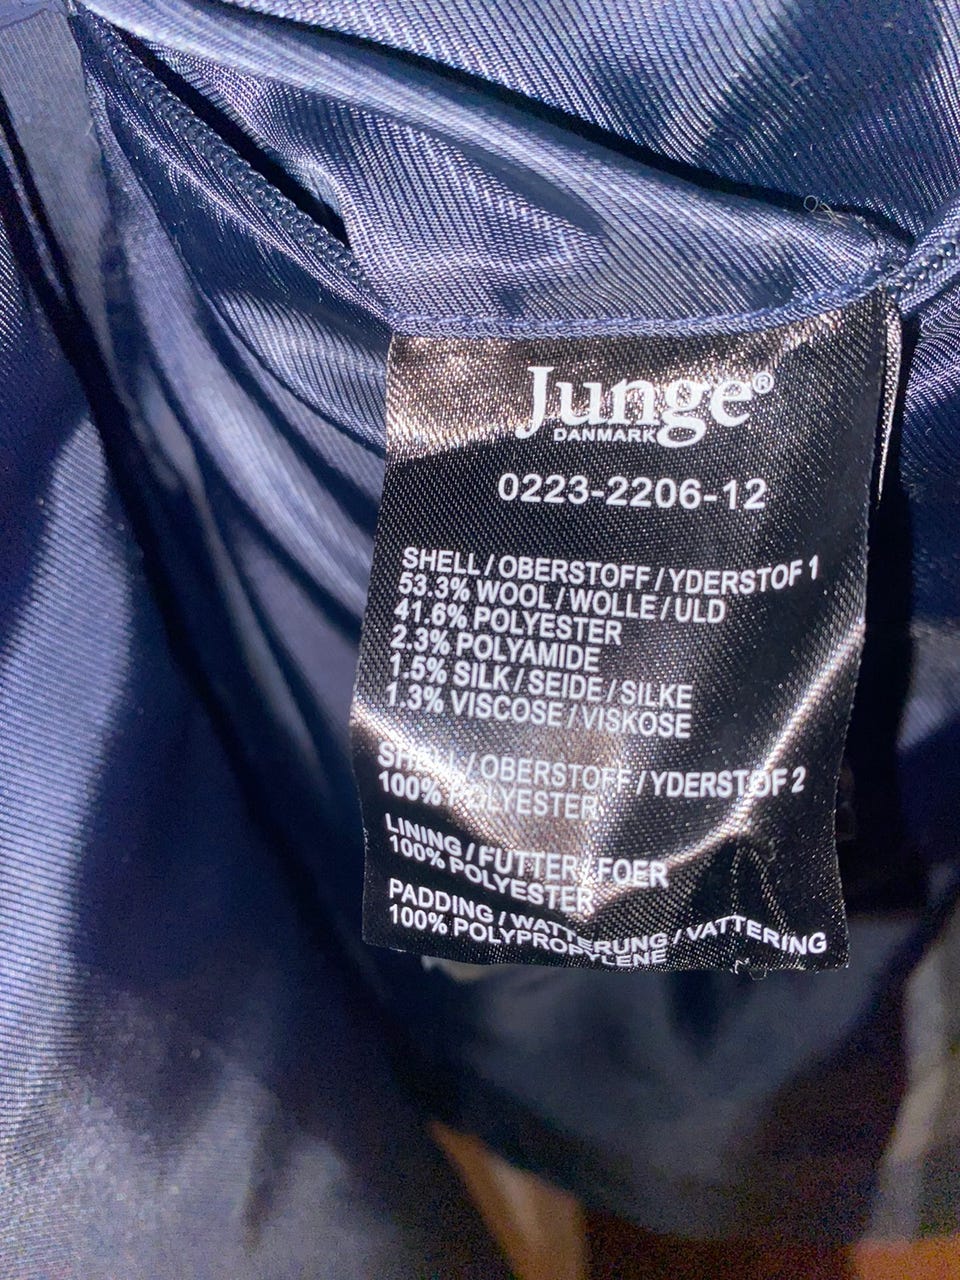 Junge®
DANMARK
0223-2206-12
SHELL/OBERSTOFF/YDERSTOF 1
53.3% WOOL/WOLLE/ULD
41.6% POLYESTER
2.3% POLYAMIDE
1.5% SILK/SEIDE/SILKE
1.3% VISCOSE/VISKOSE
SHELL/OBERSTOFF/YDERSTOF 2
100% POLYESTER
LINING/FUTTER/FOER
100% POLYESTER
PADDING/WATTERUNG/VATTERING
100% POLYPROPYLENE